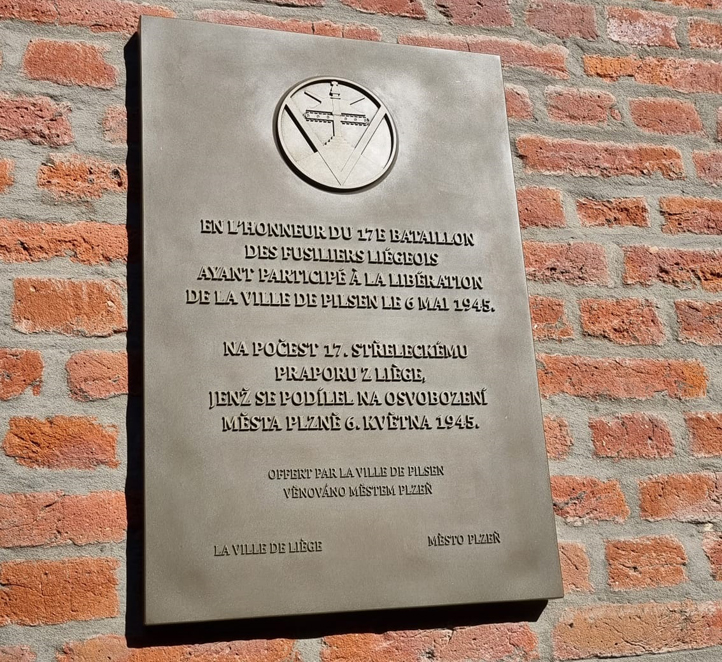 EN L'HONNEUR DU 17E BATAILLON
DES FUSILIERS LIÉGEOIS
AYANT PARTICIPÉ À LA LIBÉRATION
DE LA VILLE DE PILSEN LE 6 MAI 1945.
NA POČEST 17. STŘELECKÉMU
PRAPORU Z LIÈGE,
JENŽ SE PODÍLEL NA OSVOBOZENÍ
MĚSTA PLZNĚ 6. KVĚTNA 1945.
OFFERT PAR LA VILLE DE PILSEN
VĚNOVÁNO MĚSTEM PLZEŇ
LA VILLE DE LIÈGE
MĚSTO PLZEŇ